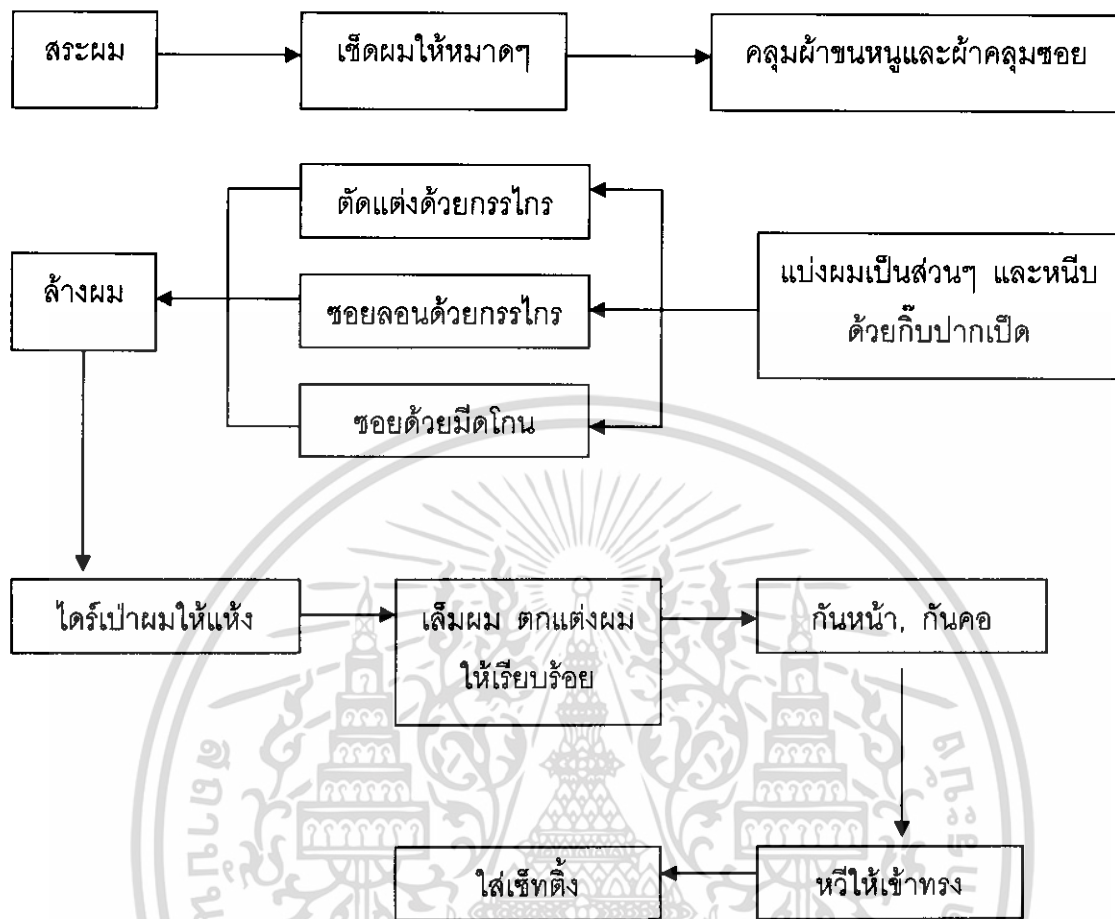 สระผม
เช็ดผมให้หมาดๆ
คลุมผ้าขนหนูและผ้าคลุมซอย
แบ่งผมเป็นส่วนๆ และหนีบ
ด้วยกิ๊บปากเป็ด
ตัดแต่งด้วยกรรไกร
ซอยลอนด้วยกรรไกร
ซอยด้วยมีดโกน
ล้างผม
ไดร์เป่าผมให้แห้ง
เล็มผม ตกแต่งผม
ให้เรียบร้อย
กันหน้า, กันคอ
หวีให้เข้าทรง
ใส่เซ็ทติ้ง